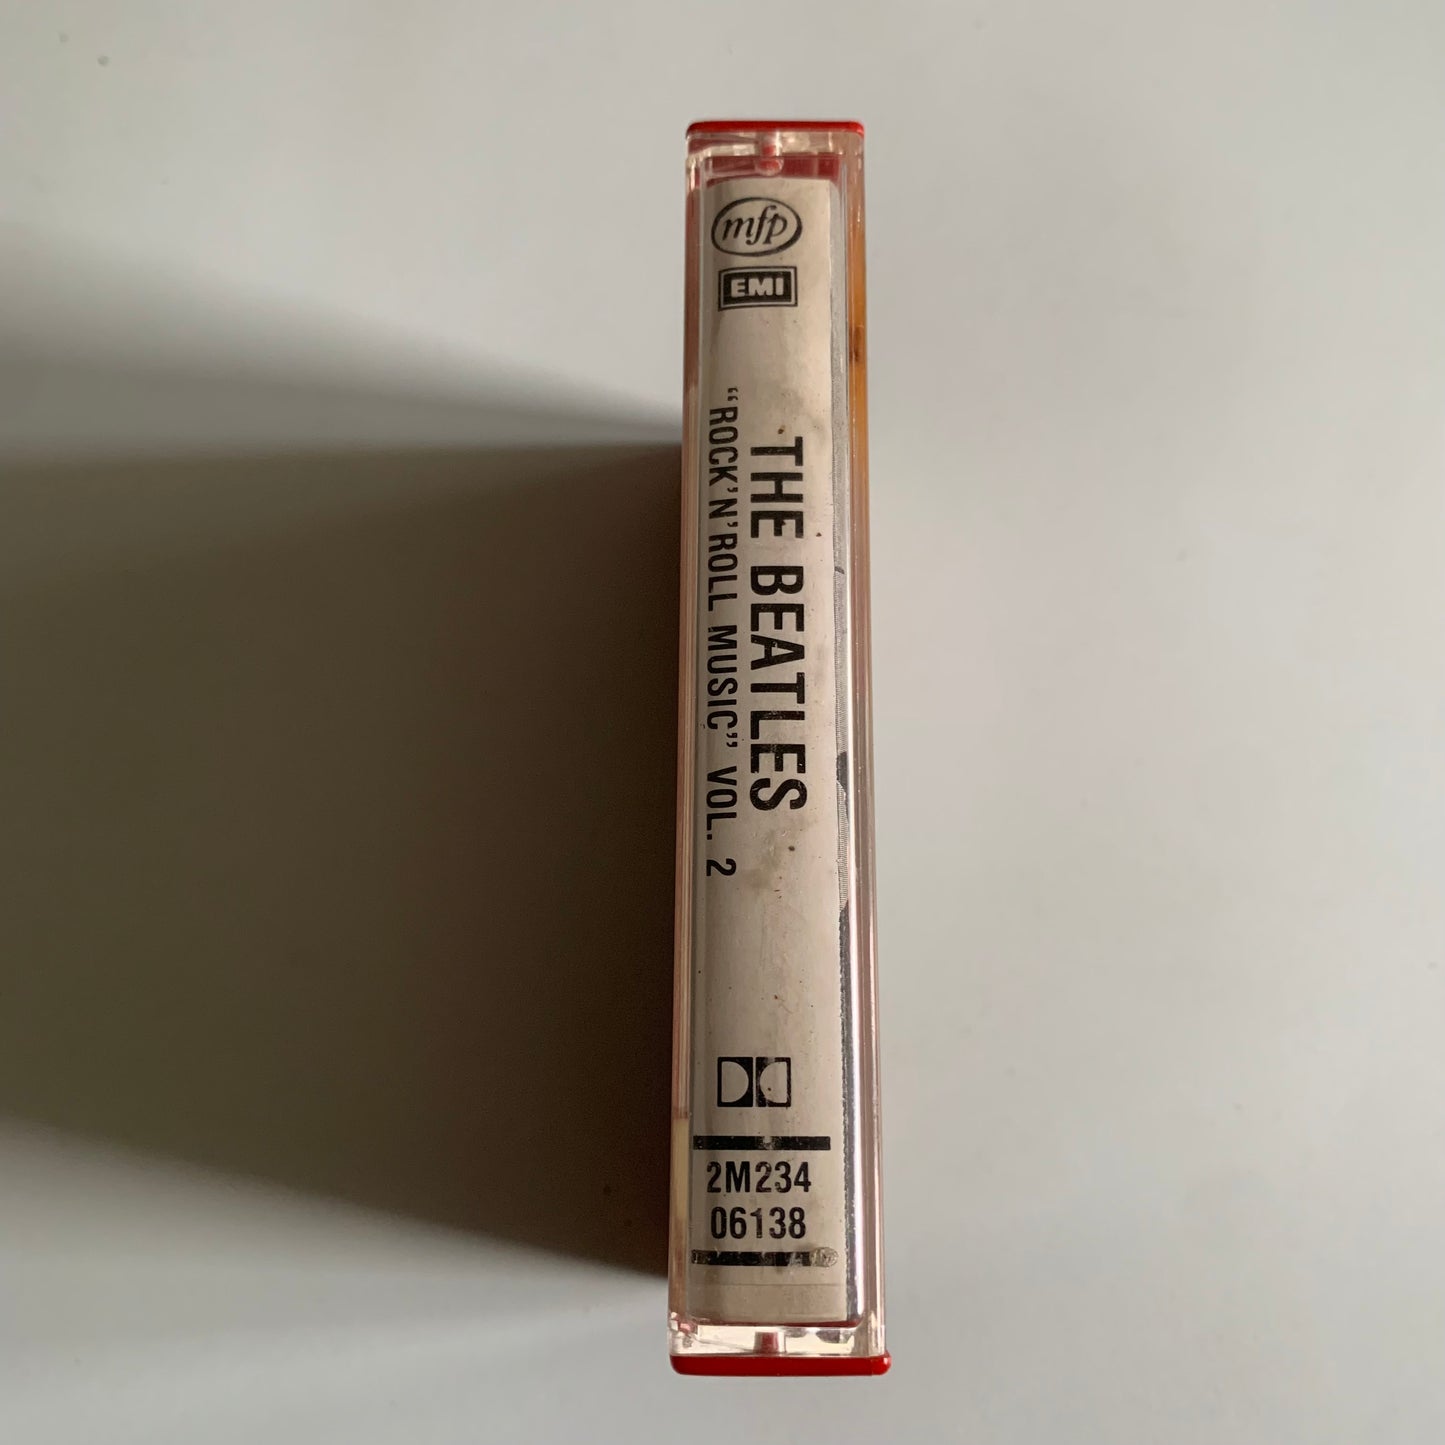 mfp
EMI
THE BEATLES
“ROCK’N’ROLL MUSIC” VOL. 2
2M234
06138